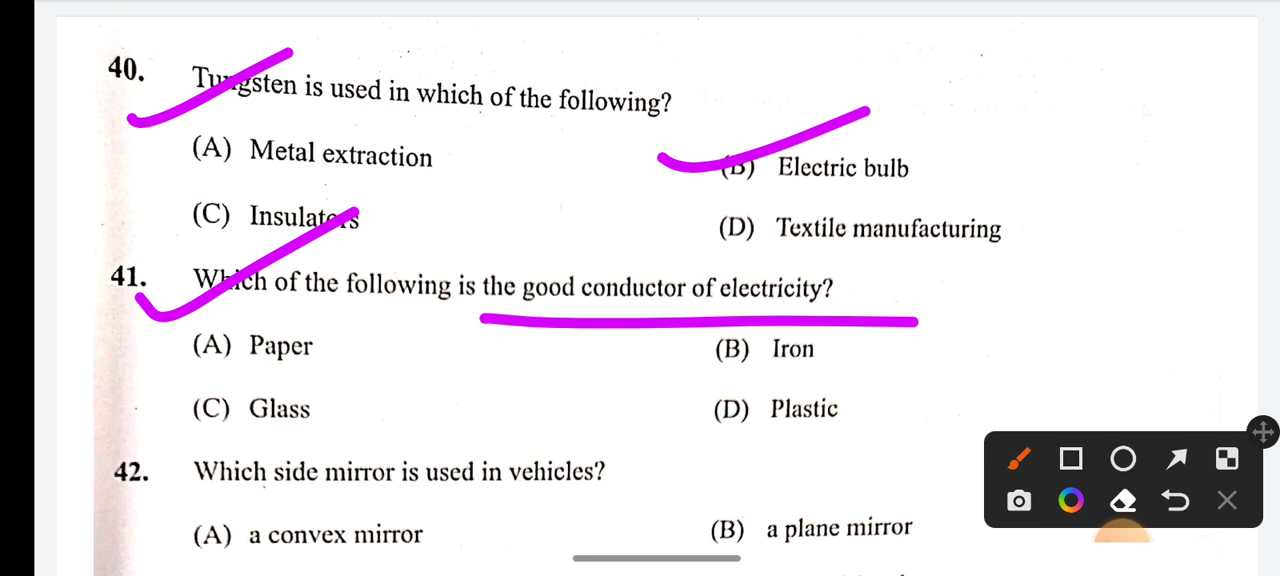 40. Tungsten is used in which of the following?
(A) Metal extraction (B) Electric bulb
(C) Insulators (D) Textile manufacturing
41. Which of the following is the good conductor of electricity?
(A) Paper (B) Iron
(C) Glass (D) Plastic
42. Which side mirror is used in vehicles?
(A) a convex mirror (B) a plane mirror